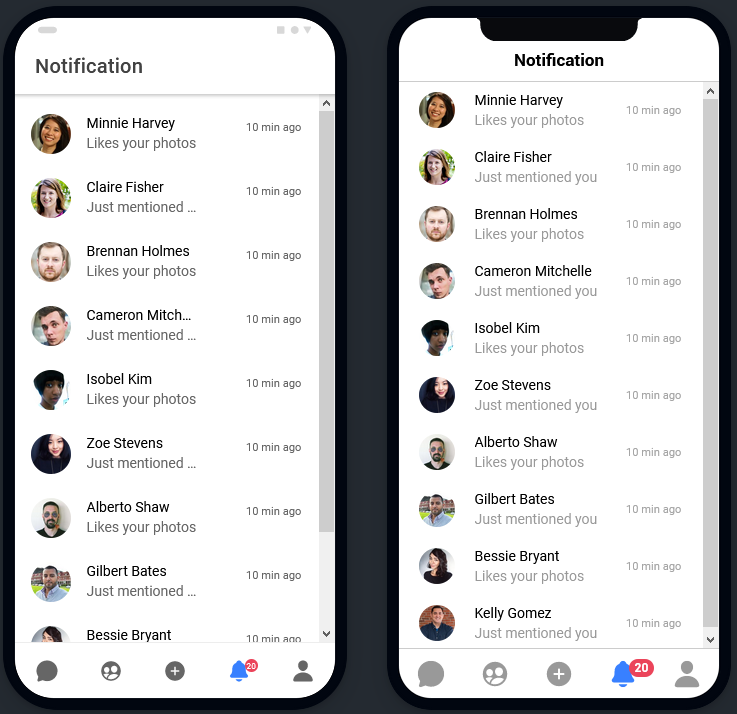 Notification
Minnie Harvey
10 min ago
Likes your photos
Claire Fisher
10 min ago
Just mentioned ...
Brennan Holmes
10 min ago
Likes your photos
Cameron Mitch...
10 min ago
Just mentioned ...
Isobel Kim
10 min ago
Likes your photos
Zoe Stevens
10 min ago
Just mentioned ...
Alberto Shaw
10 min ago
Likes your photos
Gilbert Bates
10 min ago
Just mentioned ...
Bessie Bryant
10 min ago
20
Notification
Minnie Harvey
10 min ago
Likes your photos
Claire Fisher
10 min ago
Just mentioned you
Brennan Holmes
10 min ago
Likes your photos
Cameron Mitchelle
10 min ago
Just mentioned you
Isobel Kim
10 min ago
Likes your photos
Zoe Stevens
10 min ago
Just mentioned you
Alberto Shaw
10 min ago
Likes your photos
Gilbert Bates
10 min ago
Just mentioned you
Bessie Bryant
10 min ago
Likes your photos
Kelly Gomez
10 min ago
Just mentioned you
20